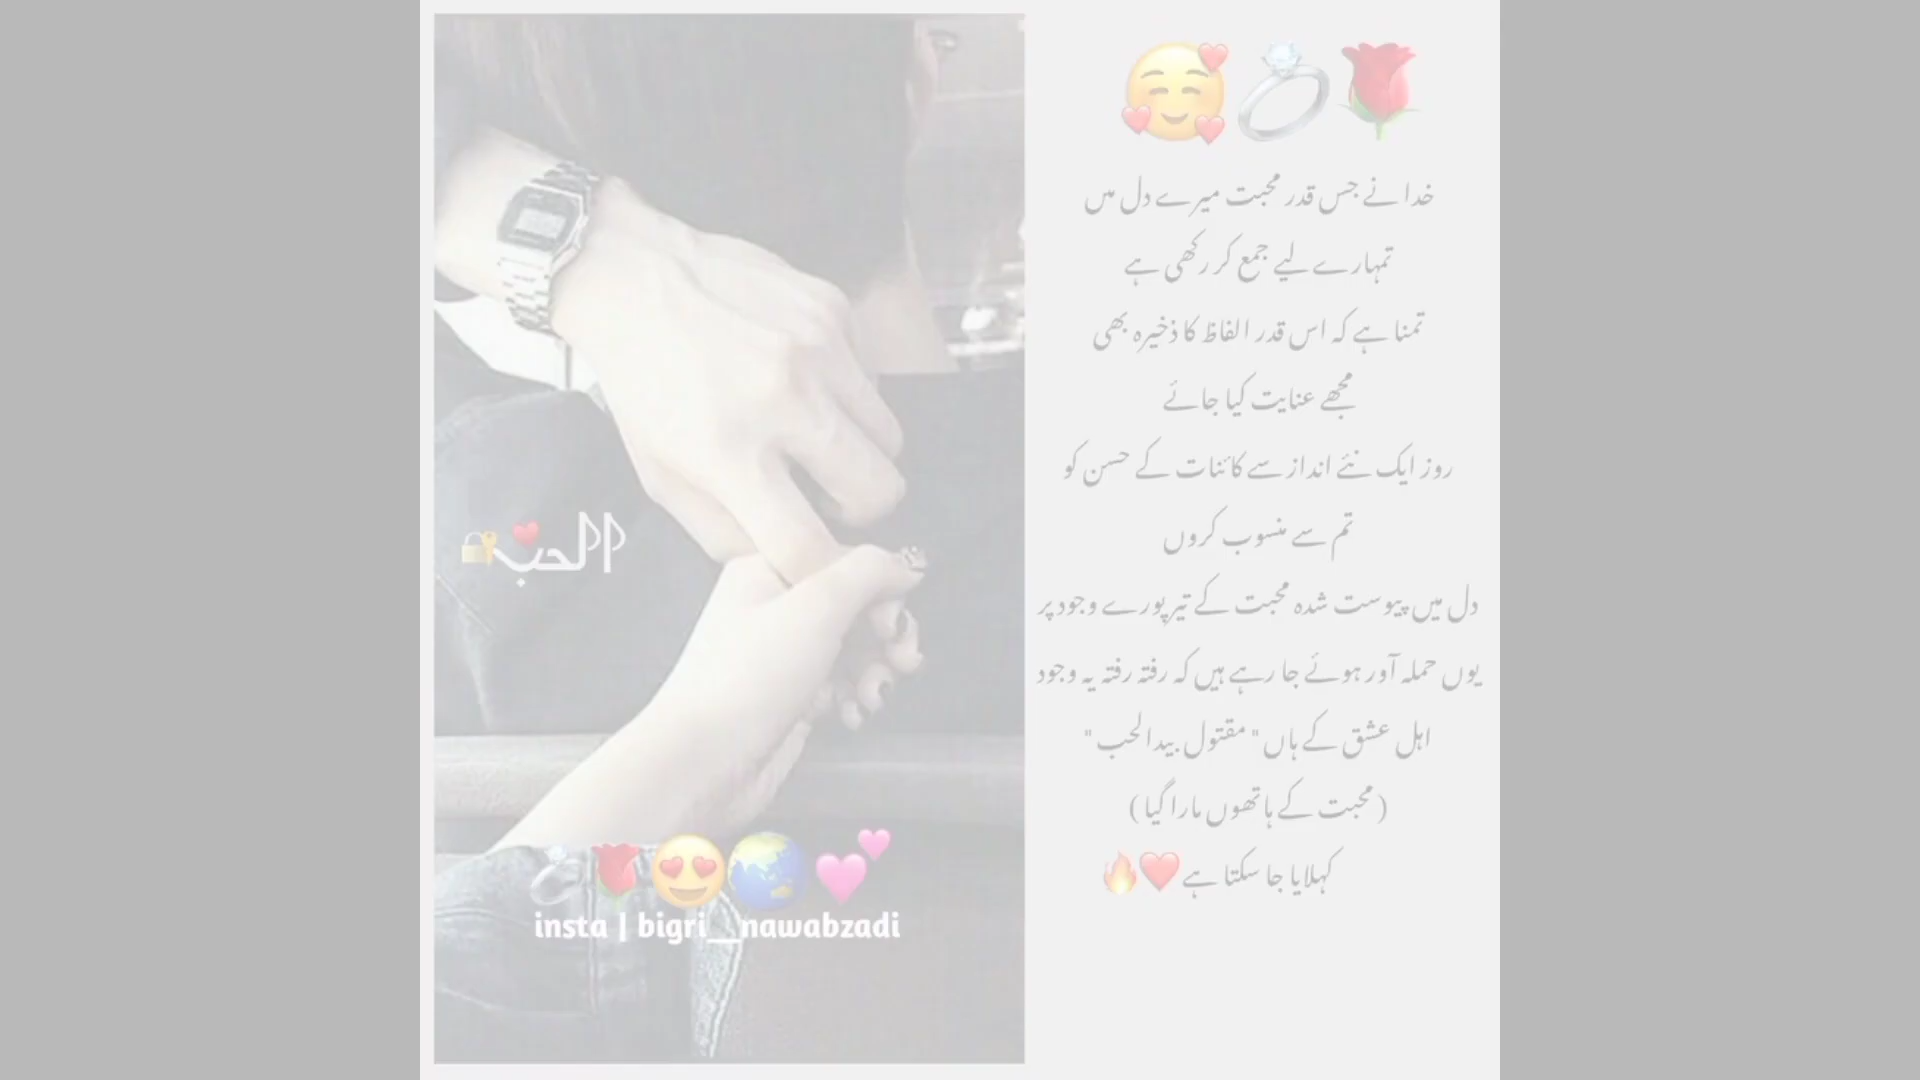 خدا نے جس قدر محبت میرے دل میں
تمہارے لیے جمع کر رکھی ہے
تمنا ہے کہ اس قدر الفاظ کا ذخیرہ بھی
مجھے عنایت کیا جائے
روز ایک نئے انداز سے کائنات کے حسن کو
تم سے منسوب کروں
دل میں پیوست شدہ محبت کے تیر پورے وجود پر
یوں حملہ آور ہوئے جا رہے ہیں کہ رفتہ رفتہ یہ وجود
اہل عشق کے ہاں " مقتول بیدالحب "
( محبت کے ہاتھوں مارا گیا )
کہلایا جا سکتا ہے
الحب
insta | bigri__nawabzadi